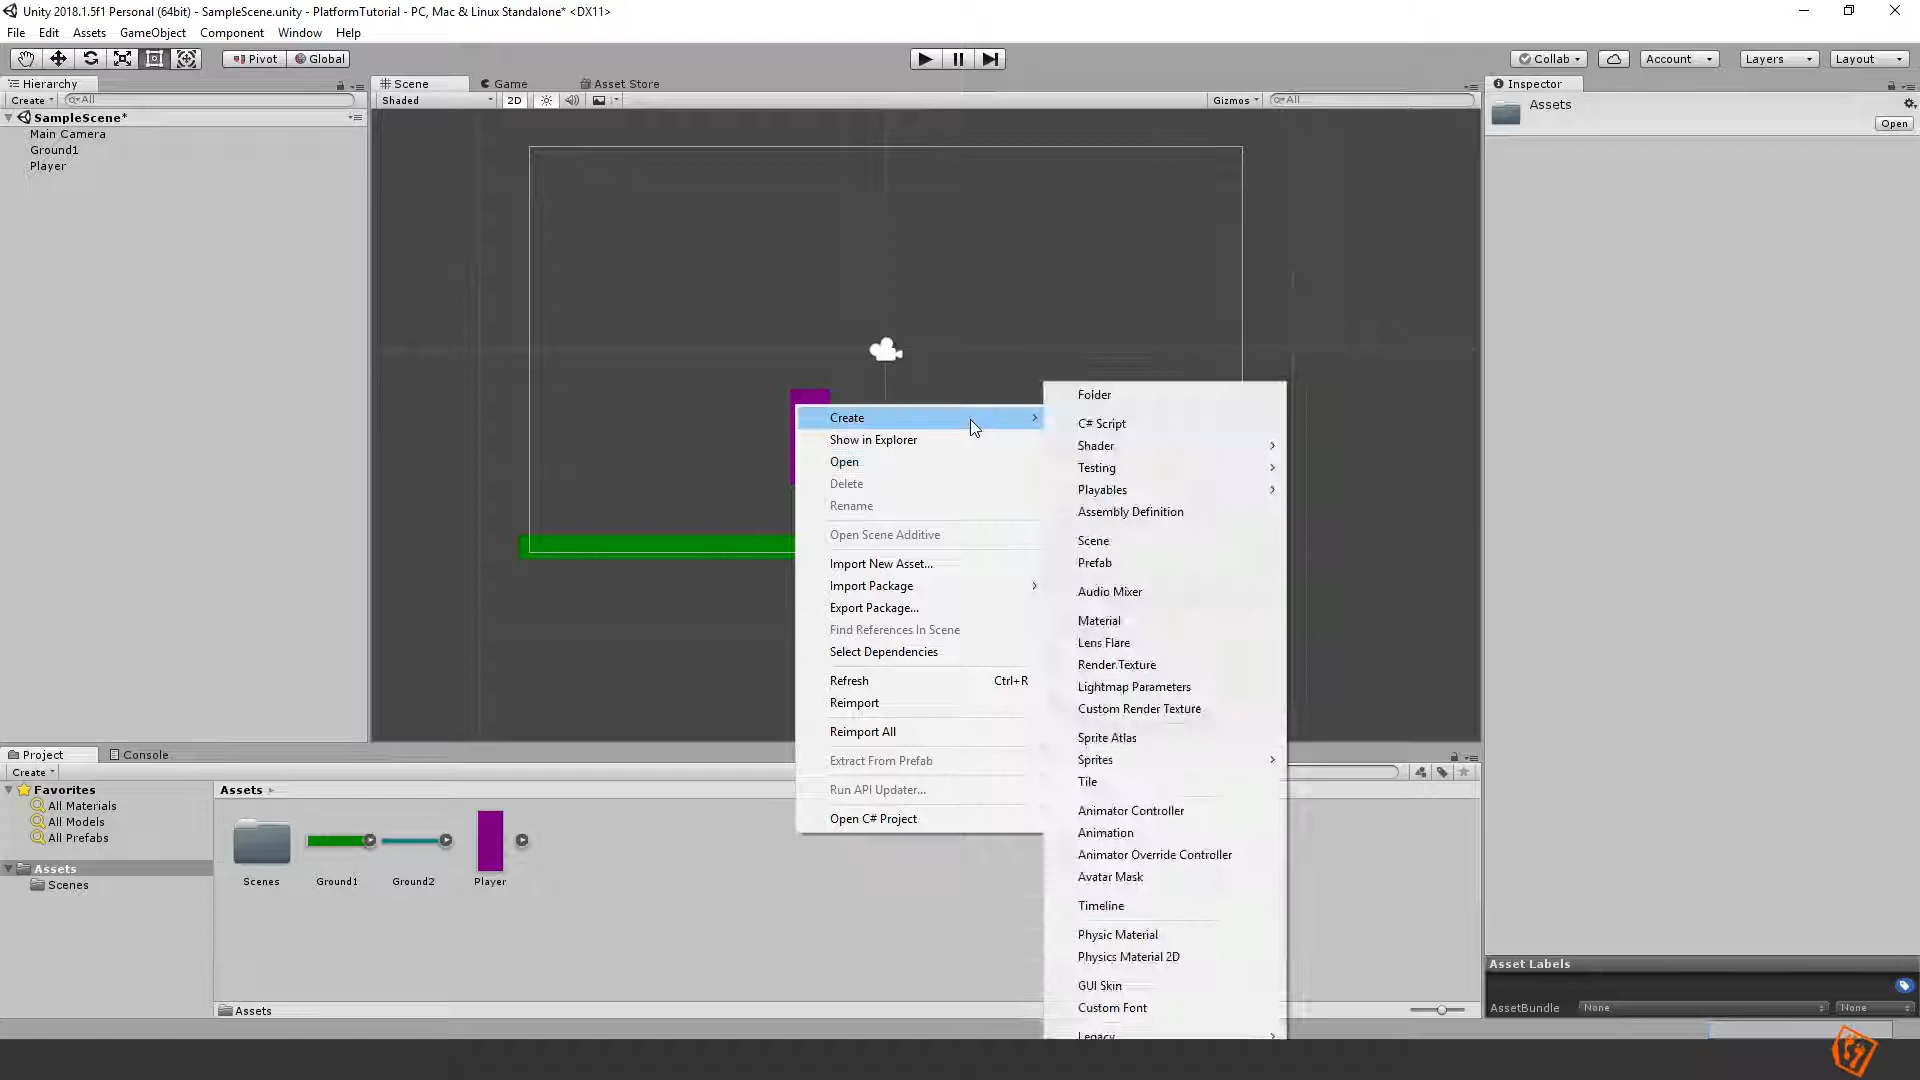 Unity 2018.1.5f1 Personal (64bit) - SampleScene.unity - PlatformTutorial - PC, Mac & Linux Standalone* <DX11>
File Edit Assets GameObject Component Window Help
Pivot Global Collab Account Layers Layout
Hierarchy
Create All
SampleScene*
Main Camera
Ground1
Player
Scene Game Asset Store
Shaded 2D Gizmos All
Inspector
Assets
Open
Create
Show in Explorer
Open
Delete
Rename
Open Scene Additive
Import New Asset...
Import Package
Export Package...
Find References In Scene
Select Dependencies
Refresh Ctrl+R
Reimport
Reimport All
Extract From Prefab
Run API Updater...
Open C# Project
Folder
C# Script
Shader
Testing
Playables
Assembly Definition
Scene
Prefab
Audio Mixer
Material
Lens Flare
Render Texture
Lightmap Parameters
Custom Render Texture
Sprite Atlas
Sprites
Tile
Animator Controller
Animation
Animator Override Controller
Avatar Mask
Timeline
Physic Material
Physics Material 2D
GUI Skin
Custom Font
Legacy
Project Console
Create
Favorites
All Materials
All Models
All Prefabs
Assets
Scenes
Assets
Scenes Ground1 Ground2 Player
Assets
Asset Labels
AssetBundle None None